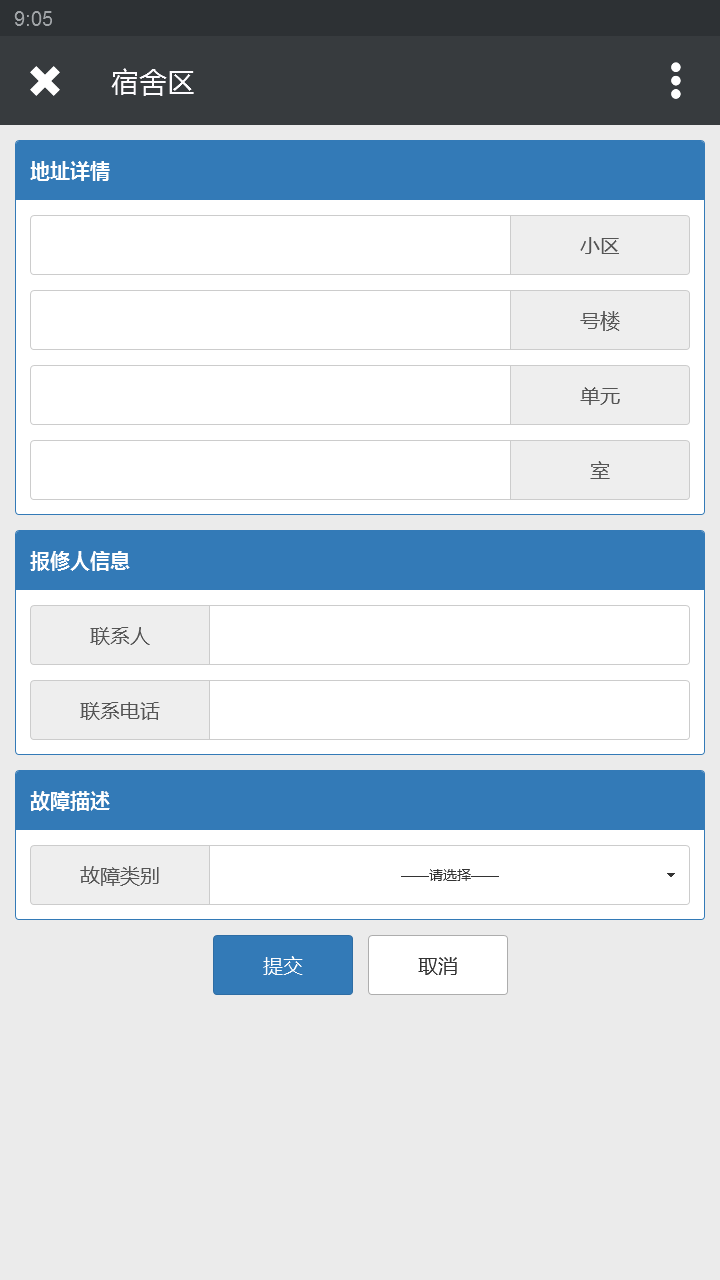 9:05
宿舍区
地址详情
小区
号楼
单元
室
报修人信息
联系人
联系电话
故障描述
故障类别
——请选择——
提交
取消